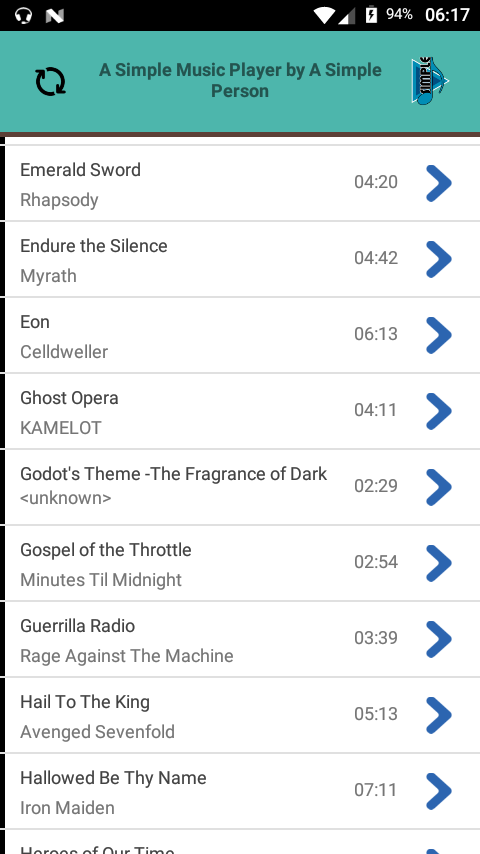 94% 06:17
A Simple Music Player by A Simple
Person
SIMPLE
Emerald Sword
04:20
Rhapsody
Endure the Silence
04:42
Myrath
Eon
06:13
Celldweller
Ghost Opera
04:11
KAMELOT
Godot's Theme -The Fragrance of Dark
02:29
<unknown>
Gospel of the Throttle
02:54
Minutes Til Midnight
Guerrilla Radio
03:39
Rage Against The Machine
Hail To The King
05:13
Avenged Sevenfold
Hallowed Be Thy Name
07:11
Iron Maiden
Heroes of Our Time